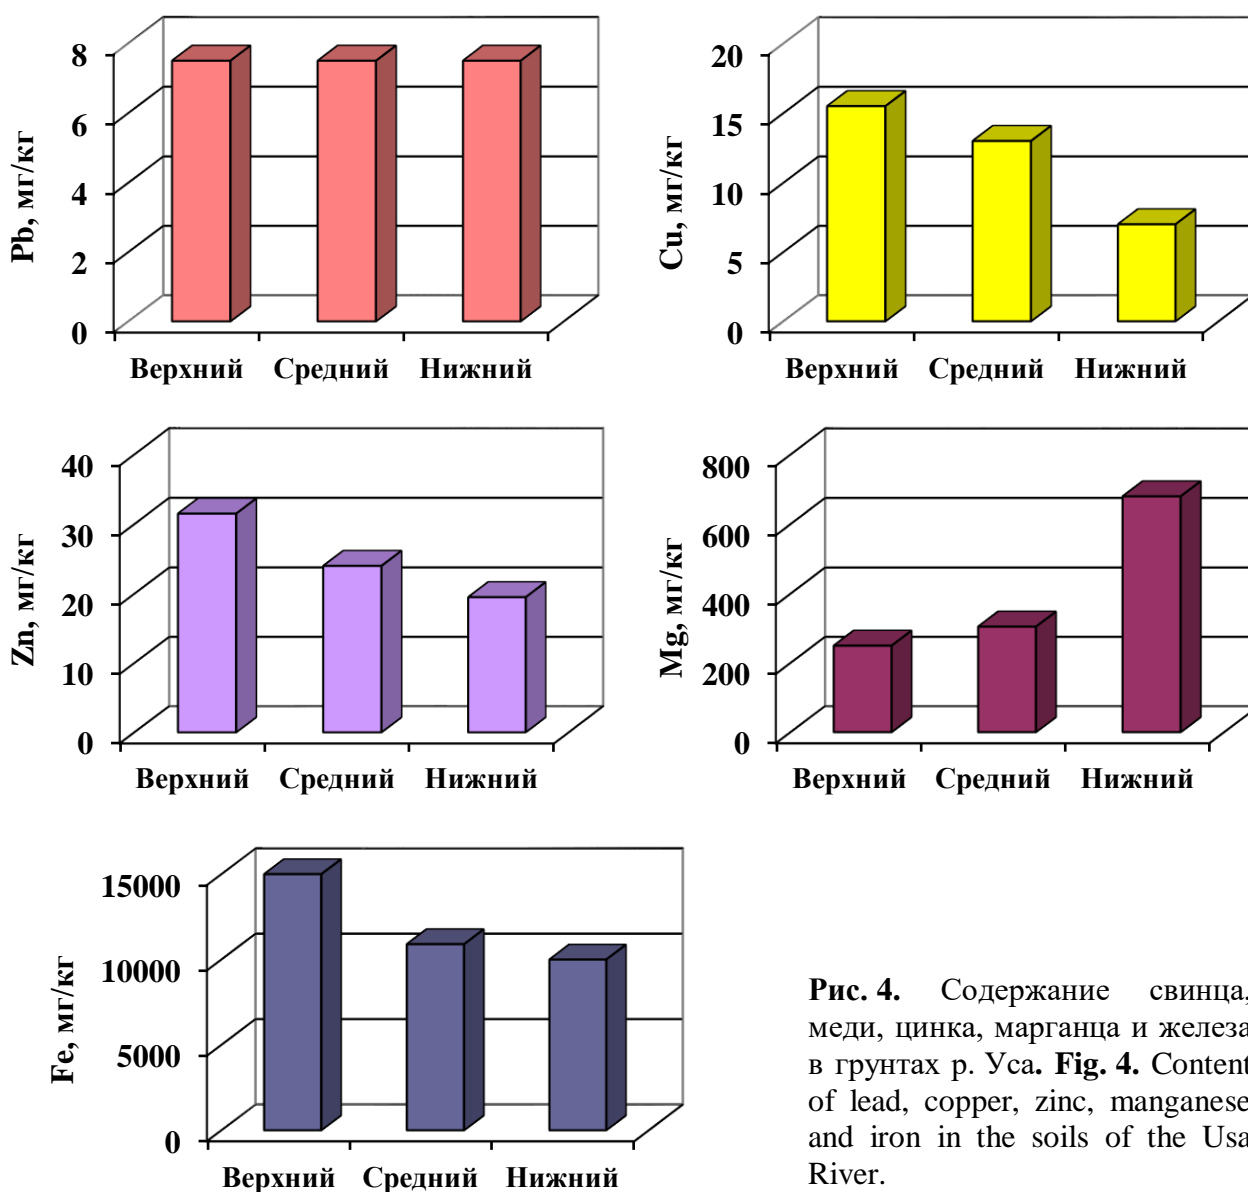 8
6
4
2
0
Pb, мг/кг
Верхний Средний Нижний
20
15
10
5
0
Cu, мг/кг
Верхний Средний Нижний
40
30
20
10
0
Zn, мг/кг
Верхний Средний Нижний
800
600
400
200
0
Mg, мг/кг
Верхний Средний Нижний
15000
10000
5000
0
Fe, мг/кг
Верхний Средний Нижний
Рис. 4. Содержание свинца,
меди, цинка, марганца и железа
в грунтах р. Уса. Fig. 4. Content
of lead, copper, zinc, manganese
and iron in the soils of the Usa
River.